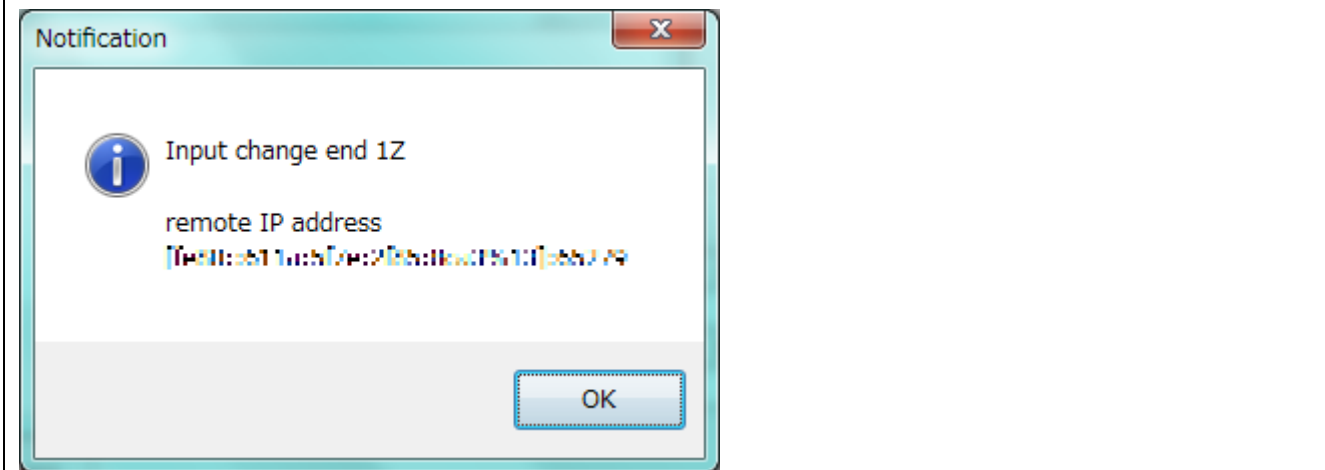 Notification
Input change end 1Z
remote IP address
OK